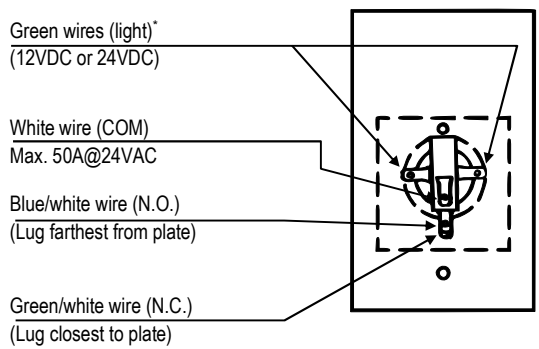 Green wires (light)*
(12VDC or 24VDC)
White wire (COM)
Max. 50A@24VAC
Blue/white wire (N.O.)
(Lug farthest from plate)
Green/white wire (N.C.)
(Lug closest to plate)